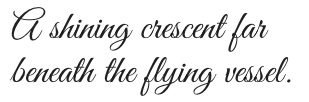 A shining crescent far
beneath the flying vessel.